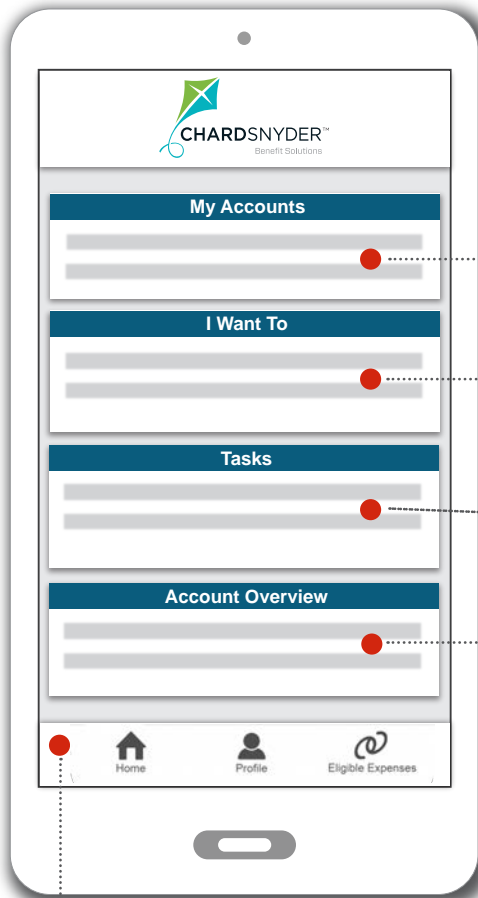 CHARDSNYDER™
Benefit Solutions
My Accounts
I Want To
Tasks
Account Overview
Home Profile Eligible Expenses